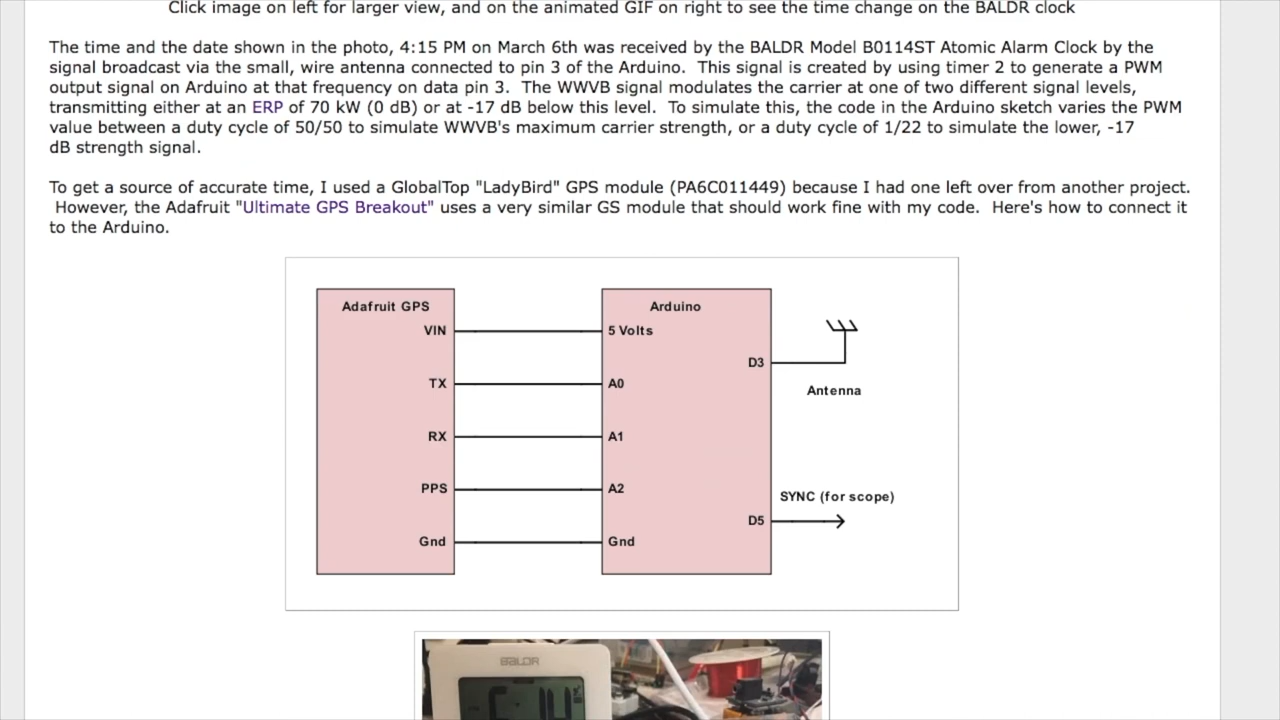 Click image on left for larger view, and on the animated GIF on right to see the time change on the BALDR clock
The time and the date shown in the photo, 4:15 PM on March 6th was received by the BALDR Model B0114ST Atomic Alarm Clock by the
signal broadcast via the small, wire antenna connected to pin 3 of the Arduino.  This signal is created by using timer 2 to generate a PWM
output signal on Arduino at that frequency on data pin 3.  The WWVB signal modulates the carrier at one of two different signal levels,
transmitting either at an ERP of 70 kW (0 dB) or at -17 dB below this level.  To simulate this, the code in the Arduino sketch varies the PWM
value between a duty cycle of 50/50 to simulate WWVB's maximum carrier strength, or a duty cycle of 1/22 to simulate the lower, -17
dB strength signal.
To get a source of accurate time, I used a GlobalTop "LadyBird" GPS module (PA6C011449) because I had one left over from another project.
However, the Adafruit "Ultimate GPS Breakout" uses a very similar GS module that should work fine with my code.  Here's how to connect it
to the Arduino.
Adafruit GPS
VIN
TX
RX
PPS
Gnd
Arduino
5 Volts
A0
A1
A2
Gnd
D3
D5
Antenna
SYNC (for scope)
BALDR